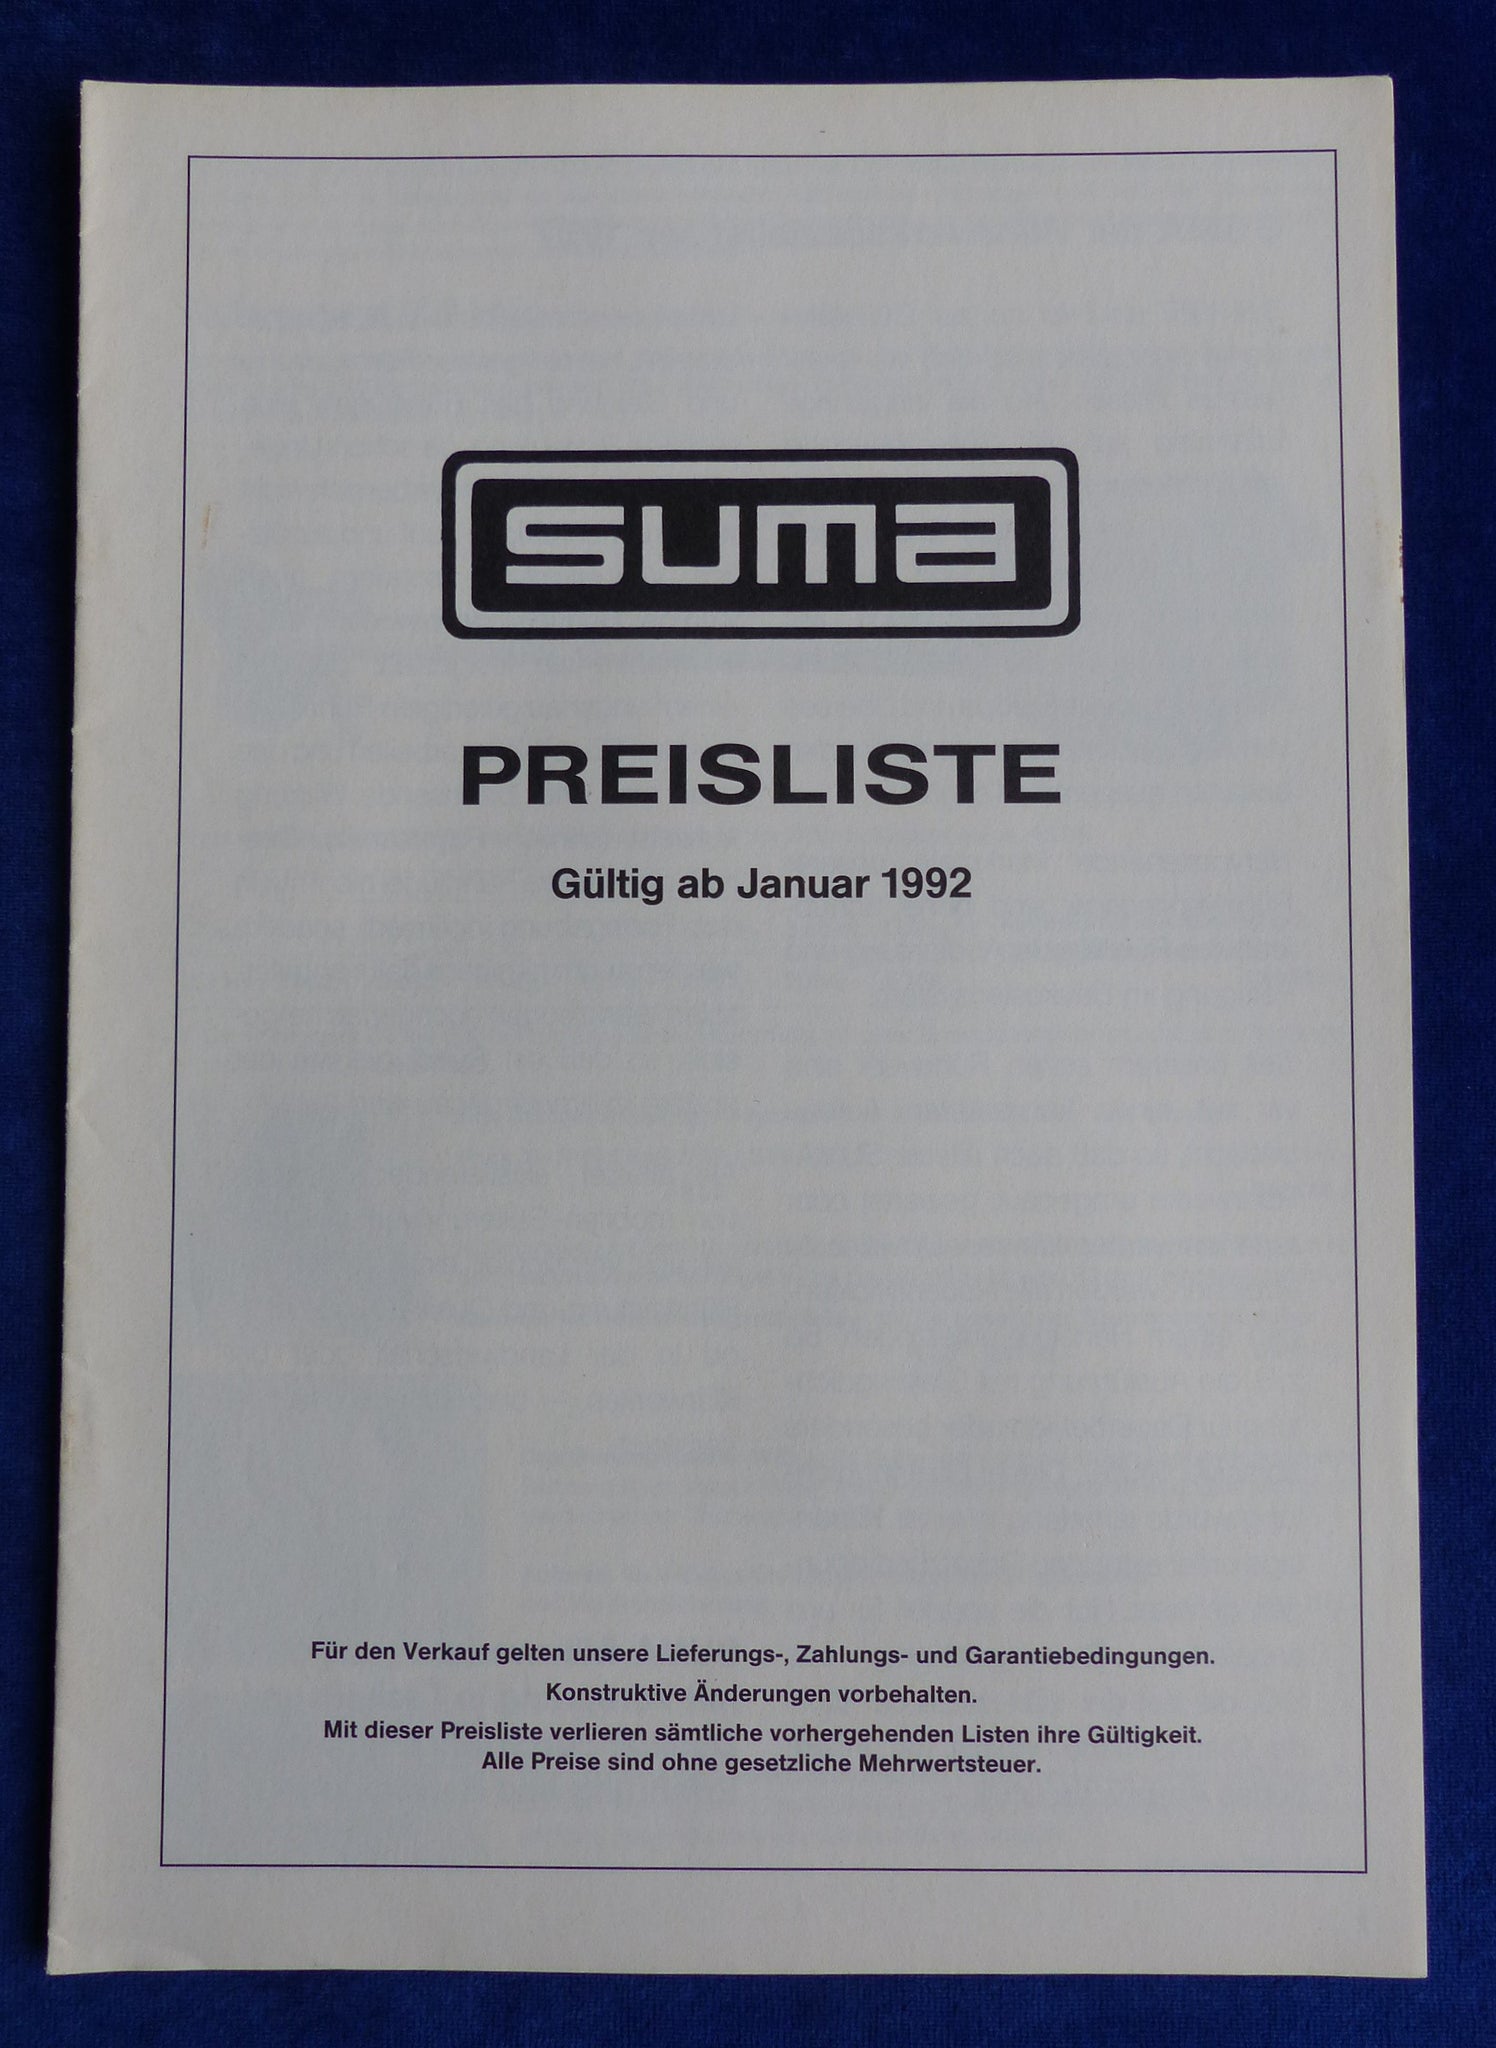 suma
PREISLISTE
Gültig ab Januar 1992
Für den Verkauf gelten unsere Lieferungs-, Zahlungs- und Garantiebedingungen.
Konstruktive Änderungen vorbehalten.
Mit dieser Preisliste verlieren sämtliche vorhergehenden Listen ihre Gültigkeit.
Alle Preise sind ohne gesetzliche Mehrwertsteuer.